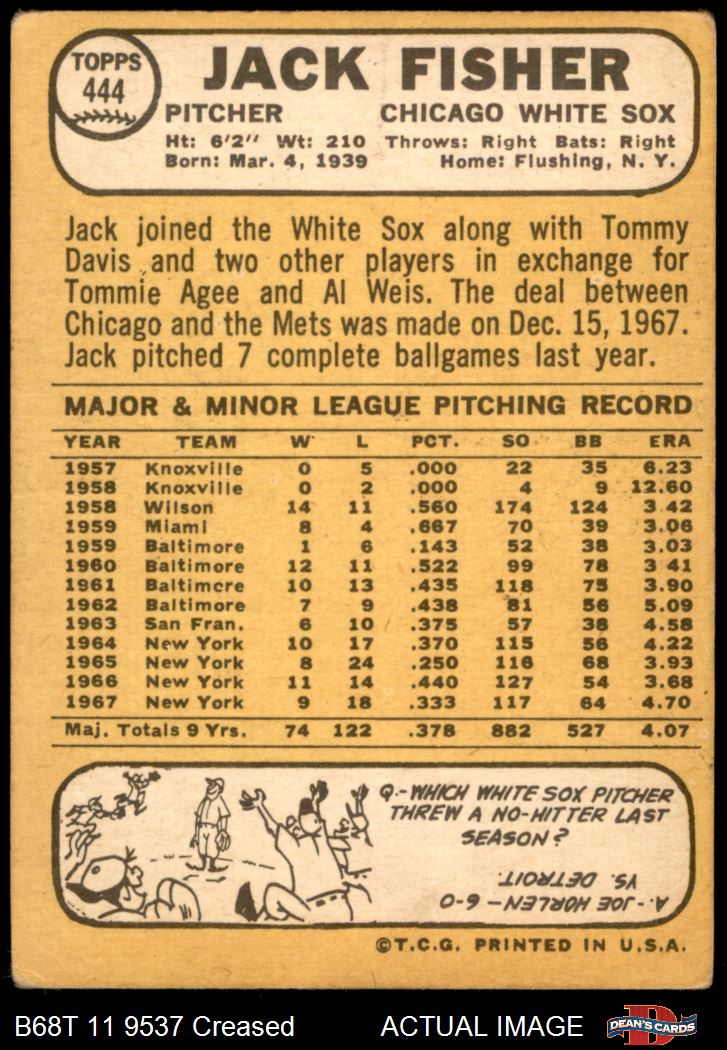 TOPPS
444
JACK FISHER
PITCHER CHICAGO WHITE SOX
Ht: 6'2" Wt: 210 Throws: Right Bats: Right
Born: Mar. 4, 1939 Home: Flushing, N. Y.
Jack joined the White Sox along with Tommy
Davis and two other players in exchange for
Tommie Agee and Al Weis. The deal between
Chicago and the Mets was made on Dec. 15, 1967.
Jack pitched 7 complete ballgames last year.
MAJOR & MINOR LEAGUE PITCHING RECORD
YEAR TEAM W L PCT. SO BB ERA
1957 Knoxville 0 5 .000 22 35 6.23
1958 Knoxville 0 2 .000 4 9 12.60
1958 Wilson 14 11 .560 174 124 3.42
1959 Miami 8 4 .667 70 39 3.06
1959 Baltimore 1 6 .143 52 38 3.03
1960 Baltimore 12 11 .522 99 78 3 41
1961 Baltimore 10 13 .435 118 75 3.90
1962 Baltimore 7 9 .438 81 56 5.09
1963 San Fran. 6 10 .375 57 38 4.58
1964 New York 10 17 .370 115 56 4.22
1965 New York 8 24 .250 116 68 3.93
1966 New York 11 14 .440 127 54 3.68
1967 New York 9 18 .333 117 64 4.70
Maj. Totals 9 Yrs. 74 122 .378 882 527 4.07
Q.-WHICH WHITE SOX PITCHER
THREW A NO-HITTER LAST
SEASON?
A-JOE HORLEN-6-0
VS. DETROIT.
©T.C.G. PRINTED IN U.S.A.
B68T 11 9537 Creased ACTUAL IMAGE
D
DEAN'S CARDS